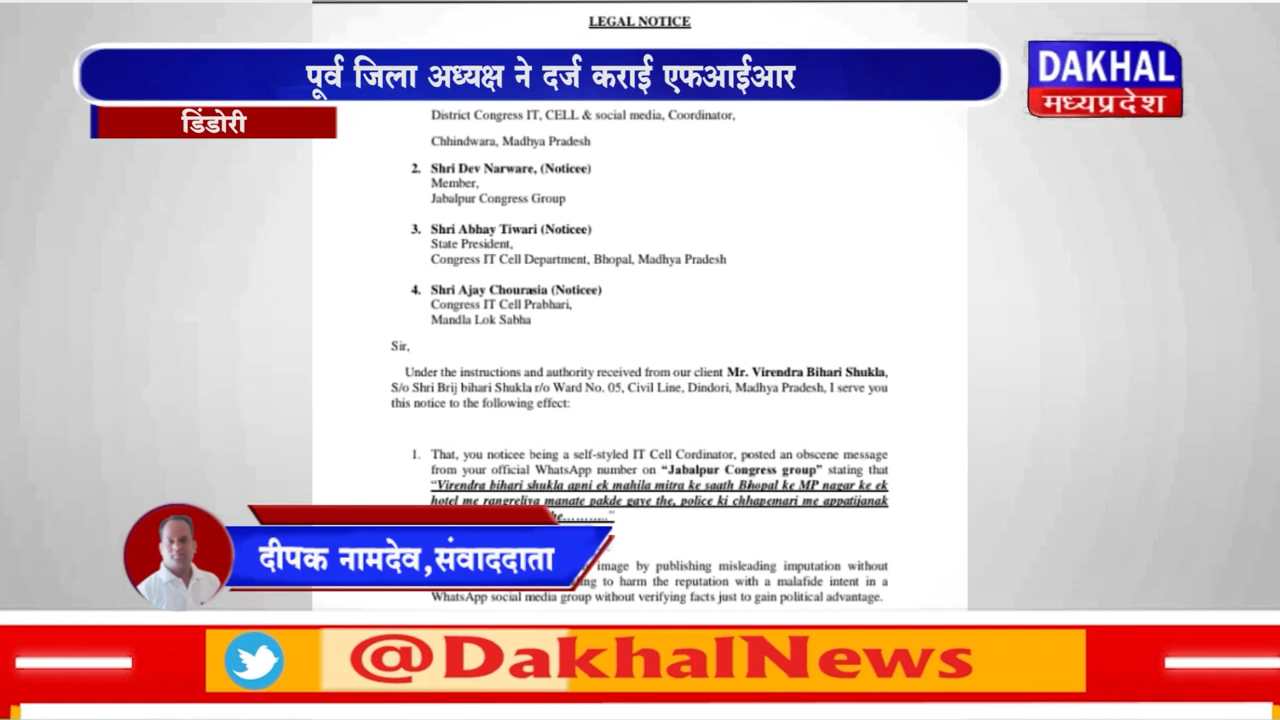 LEGAL NOTICE
पूर्व जिला अध्यक्ष ने दर्ज कराई एफआईआर
DAKHAL
मध्यप्रदेश
डिंडोरी
District Congress IT, CELL & social media, Coordinator,
Chhindwara, Madhya Pradesh
2. Shri Dev Narware, (Noticee)
Member,
Jabalpur Congress Group
3. Shri Abhay Tiwari (Noticee)
State President,
Congress IT Cell Department, Bhopal, Madhya Pradesh
4. Shri Ajay Chourasia (Noticee)
Congress IT Cell Prabhari,
Mandla Lok Sabha
Sir,
Under the instructions and authority received from our client Mr. Virendra Bihari Shukla,
S/o Shri Brij bihari Shukla r/o Ward No. 05, Civil Line, Dindori, Madhya Pradesh, I serve you
this notice to the following effect:
1. That, you noticee being a self-styled IT Cell Cordinator, posted an obscene message
from your official WhatsApp number on “Jabalpur Congress group” stating that
“Virendra bihari shukla apni ek mahila mitra ke saath Bhopal ke MP nagar ke ek
hotel me rangreliya manate pakde gaye the, police ki chhapemari me appatijanak
he………..”
image by publishing misleading imputation without
to harm the reputation with a malafide intent in a
WhatsApp social media group without verifying facts just to gain political advantage.
दीपक नामदेव,संवाददाता
@DakhalNews